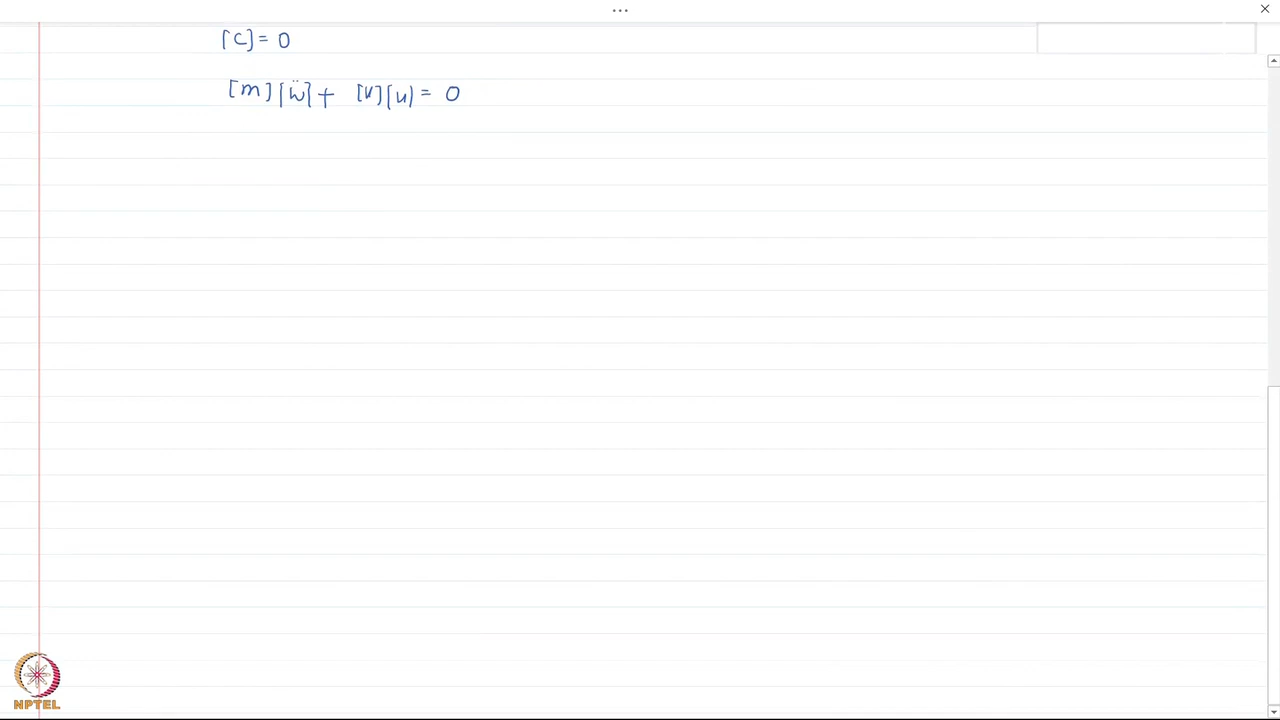 [C] = 0
[m][ü] + [k][u] = 0
NPTEL